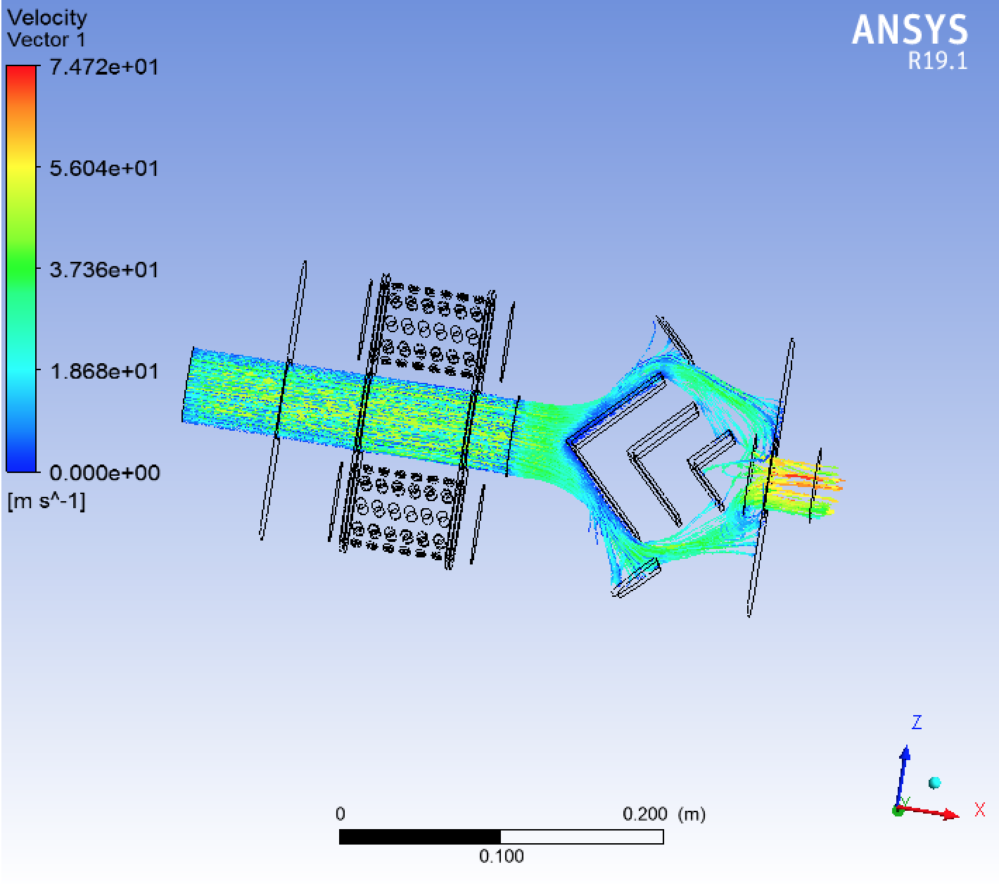 Velocity
Vector 1
ANSYS
R19.1
7.472e+01
5.604e+01
3.736e+01
1.868e+01
0.000e+00
[m s^-1]
Z
Y
X
0
0.200 (m)
0.100